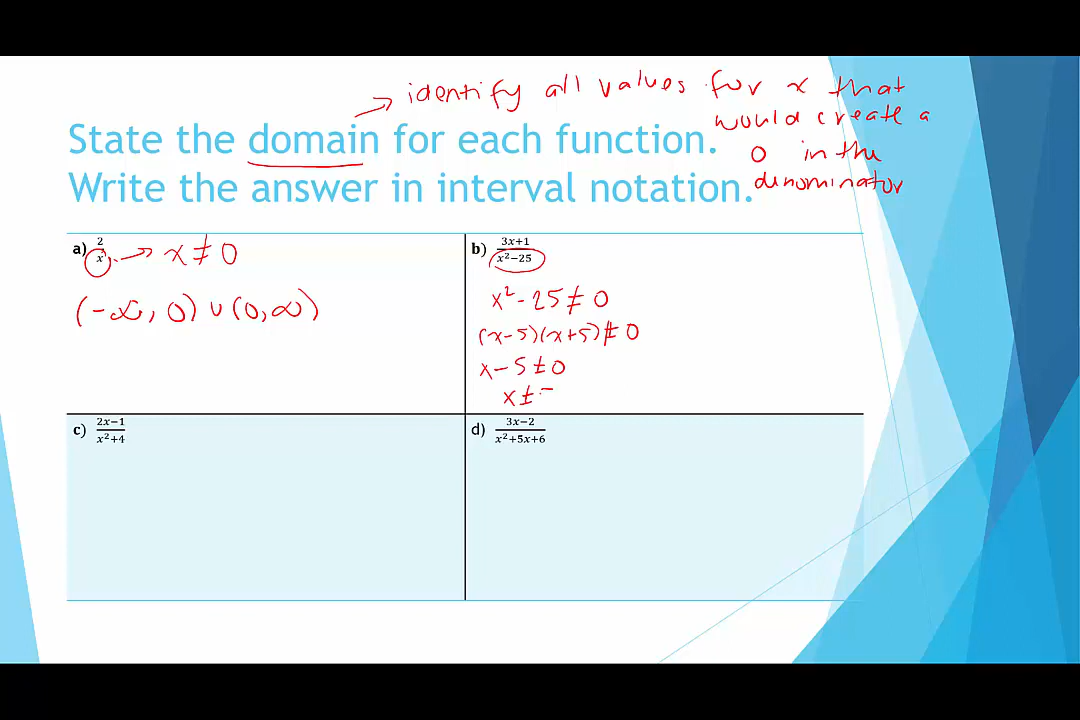 identify all values for x that
would create a
State the domain for each function.
0 in the
Write the answer in interval notation.
denominator
a) 2/x → x ≠ 0
(-∞, 0) ∪ (0, ∞)
b) 3x+1/x²−25
x² - 25 ≠ 0
(x-5)(x+5) ≠ 0
x - 5 ≠ 0
x ≠
c) 2x−1/x²+4
d) 3x−2/x²+5x+6